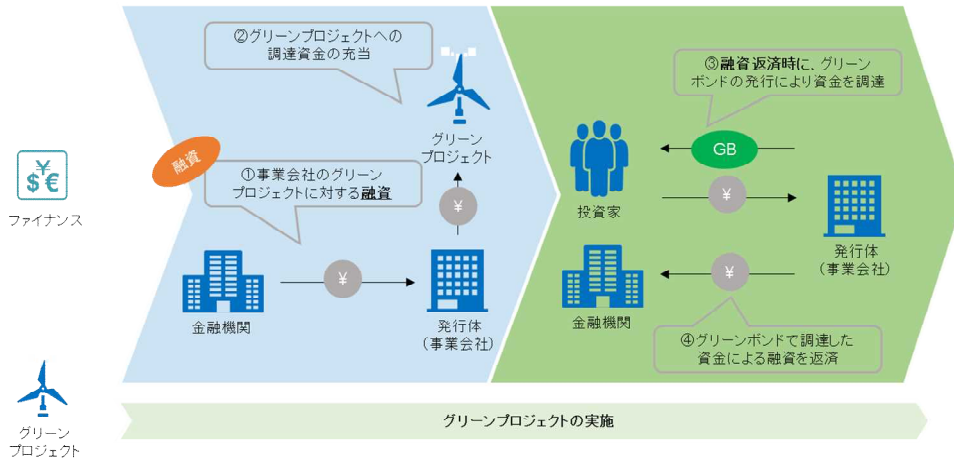 ②グリーンプロジェクトへの
調達資金の充当
グリーン
プロジェクト
融資
①事業会社のグリーン
プロジェクトに対する融資
¥
¥
金融機関
発行体
(事業会社)
③融資返済時に、グリーン
ボンドの発行により資金を調達
GB
投資家
¥
発行体
(事業会社)
¥
金融機関
④グリーンボンドで調達した
資金による融資を返済
¥
$€
ファイナンス
グリーン
プロジェクト
グリーンプロジェクトの実施